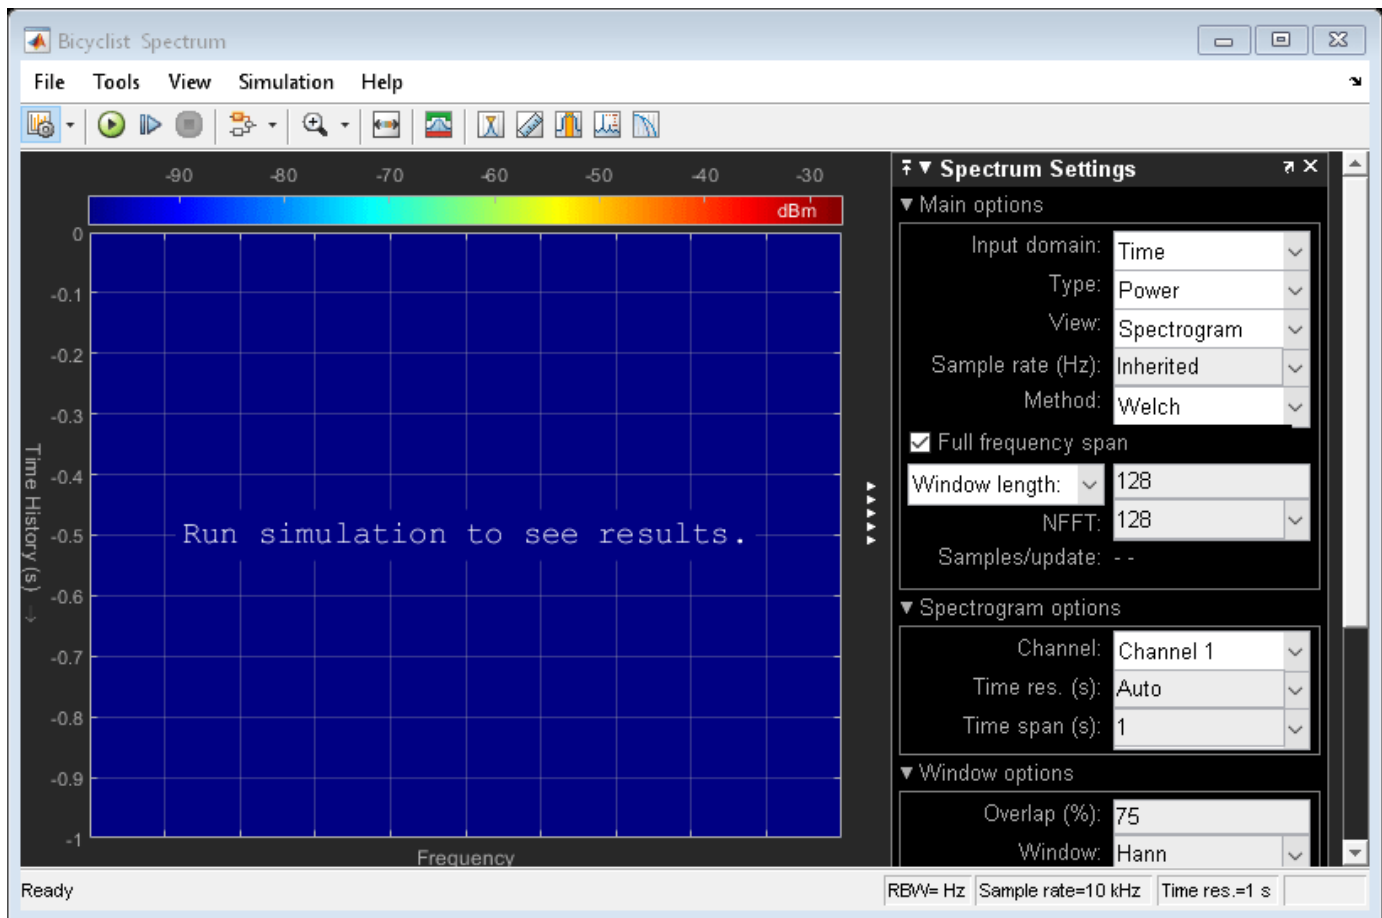 Bicyclist Spectrum
File Tools View Simulation Help
-90 -80 -70 -60 -50 -40 -30
dBm
0
-0.1
-0.2
-0.3
-0.4
-0.5
-0.6
-0.7
-0.8
-0.9
-1
Time History (s) →
Run simulation to see results.
Frequency
Spectrum Settings
Main options
Input domain: Time
Type: Power
View: Spectrogram
Sample rate (Hz): Inherited
Method: Welch
Full frequency span
Window length: 128
NFFT: 128
Samples/update: - -
Spectrogram options
Channel: Channel 1
Time res. (s): Auto
Time span (s): 1
Window options
Overlap (%): 75
Window: Hann
Ready
RBW= Hz Sample rate=10 kHz Time res.=1 s